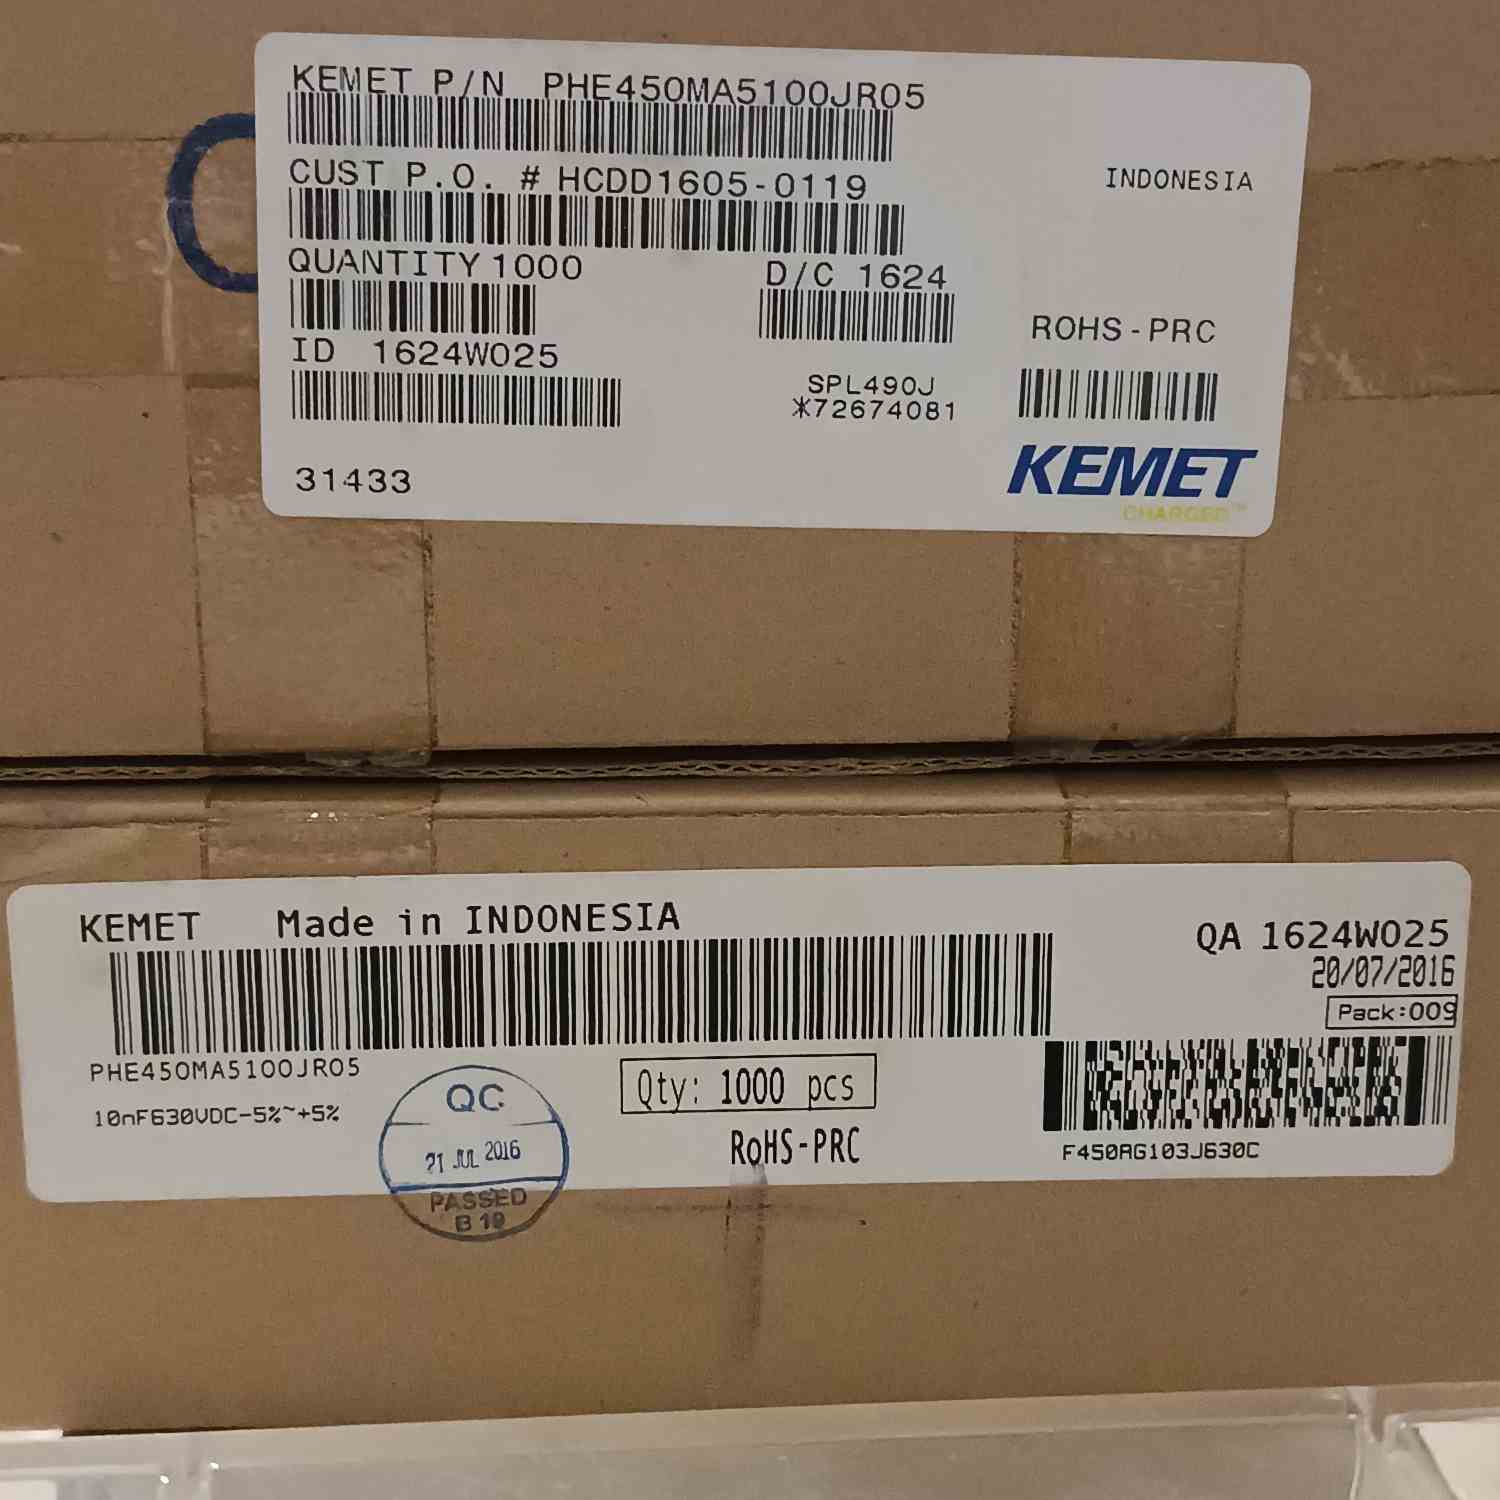 KEMET P/N PHE450MA5100JR05
CUST P.O. # HCDD1605-0119
INDONESIA
QUANTITY 1000
D/C 1624
ROHS-PRC
ID 1624W025
SPL490J
*72674081
31433
KEMET
CHARGED™
KEMET Made in INDONESIA
QA 1624W025
20/07/2016
Pack:009
PHE450MA5100JR05
10nF630VDC-5%~+5%
Qty: 1000 pcs
RoHS-PRC
F450RG103J630C
QC
21 JUL 2016
PASSED
B 19